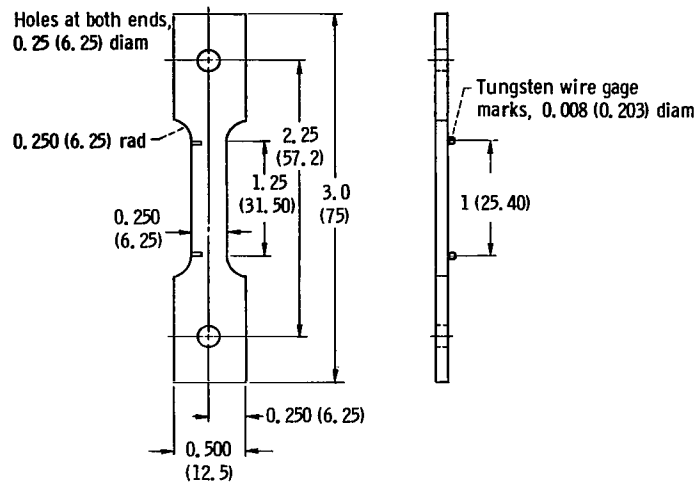 Holes at both ends,
0.25 (6.25) diam
0.250 (6.25) rad
2.25
(57.2)
1.25
(31.50)
3.0
(75)
0.250
(6.25)
0.250 (6.25)
0.500
(12.5)
Tungsten wire gage
marks, 0.008 (0.203) diam
1 (25.40)